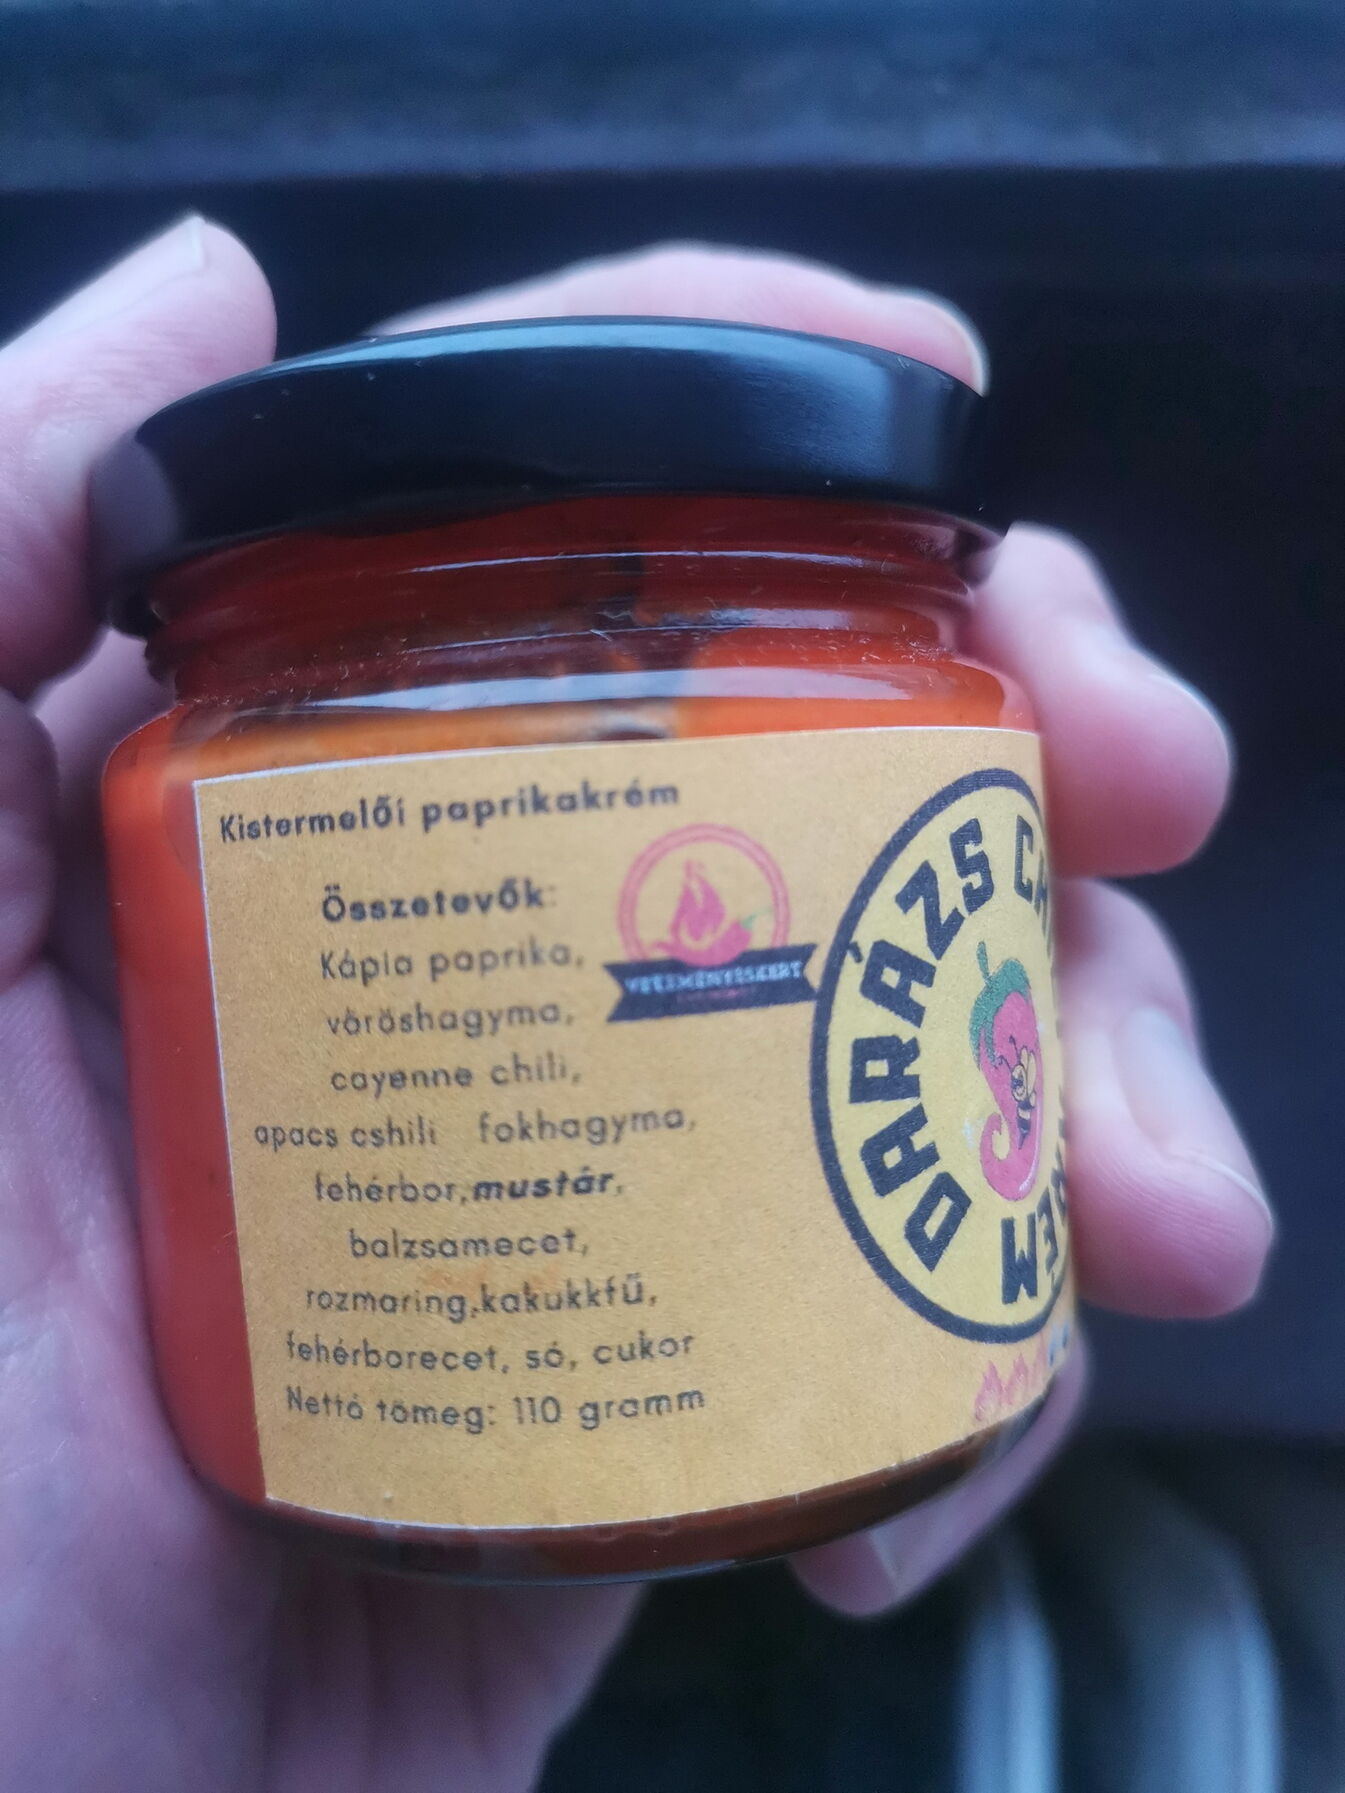 Kistermelői paprikakrém
Összetevők:
Kápia paprika,
vöröshagyma,
cayenne chili,
apacs cshili fokhagyma,
fehérbor,mustár,
balzsamecet,
rozmaring,kakukkfű,
fehérborecet, só, cukor
Nettó tömeg: 110 gramm
VETEMÉNYESKERT
DARÁZS